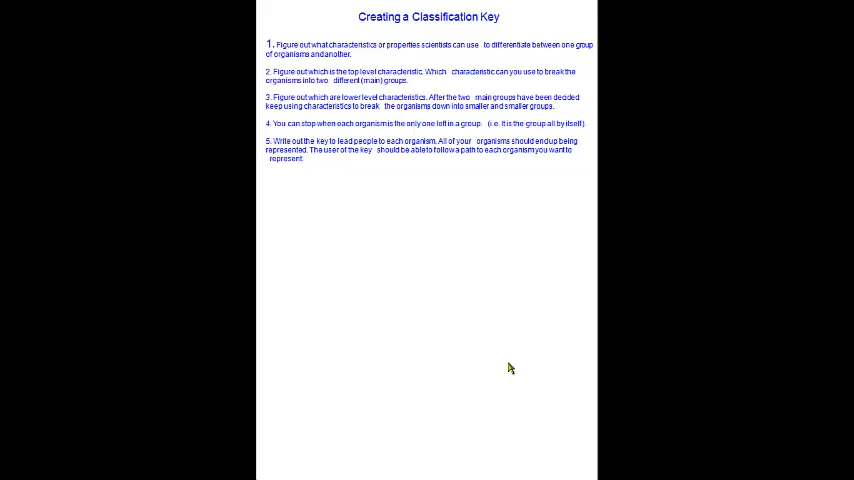 Creating a Classification Key
1. Figure out what characteristics or properties scientists can use to differentiate between one group
of organisms and another.
2. Figure out which is the top level characteristic. Which characteristic can you use to break the
organisms into two different (main) groups.
3. Figure out which are lower level characteristics. After the two main groups have been decided
keep using characteristics to break the organisms down into smaller and smaller groups.
4. You can stop when each organism is the only one left in a group. (i.e. It is the group all by itself).
5. Write out the key to lead people to each organism. All of your organisms should end up being
represented. The user of the key should be able to follow a path to each organism you want to
represent.